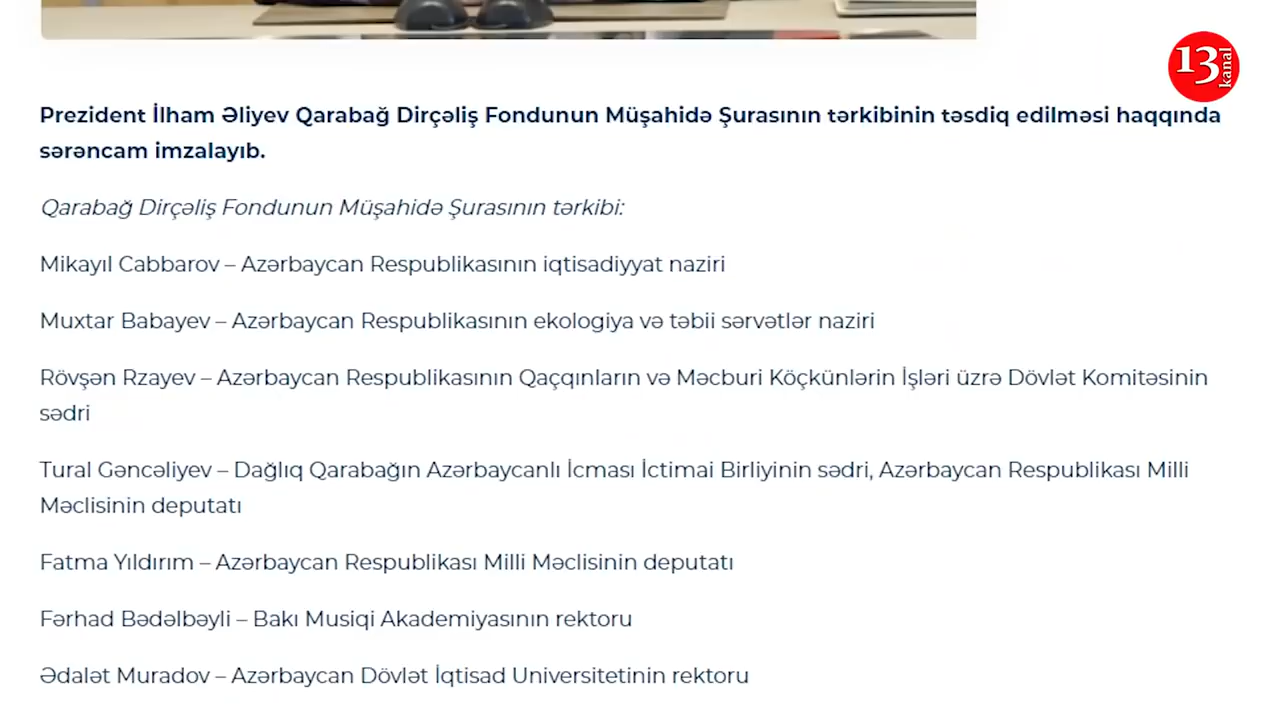 13 kanal
Prezident İlham Əliyev Qarabağ Dirçəliş Fondunun Müşahidə Şurasının tərkibinin təsdiq edilməsi haqqında
sərəncam imzalayıb.
Qarabağ Dirçəliş Fondunun Müşahidə Şurasının tərkibi:
Mikayıl Cabbarov – Azərbaycan Respublikasının iqtisadiyyat naziri
Muxtar Babayev – Azərbaycan Respublikasının ekologiya və təbii sərvətlər naziri
Rövşən Rzayev – Azərbaycan Respublikasının Qaçqınların və Məcburi Köçkünlərin İşləri üzrə Dövlət Komitəsinin
sədri
Tural Gəncəliyev – Dağlıq Qarabağın Azərbaycanlı İcması İctimai Birliyinin sədri, Azərbaycan Respublikası Milli
Məclisinin deputatı
Fatma Yıldırım – Azərbaycan Respublikası Milli Məclisinin deputatı
Fərhad Bədəlbəyli – Bakı Musiqi Akademiyasının rektoru
Ədalət Muradov – Azərbaycan Dövlət İqtisad Universitetinin rektoru